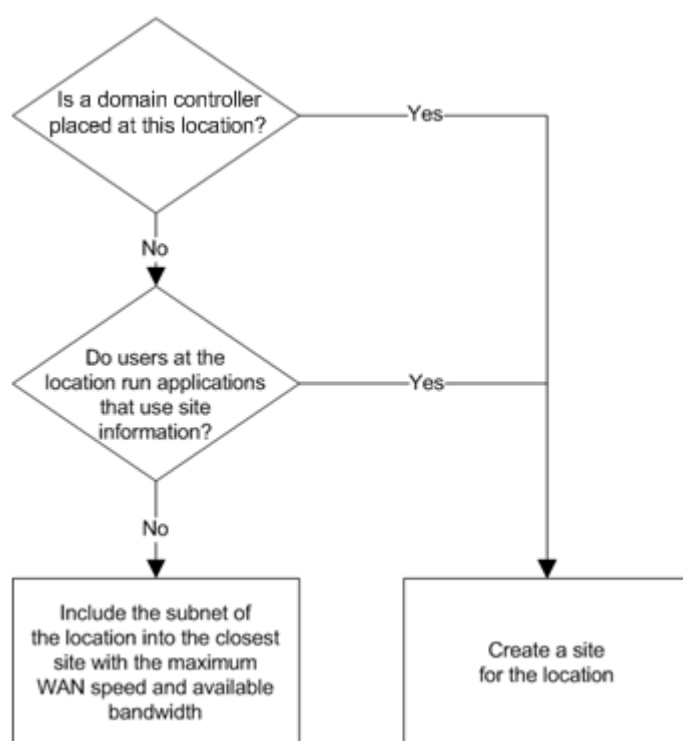 Is a domain controller
placed at this location?
Yes
No
Do users at the
location run applications
that use site
information?
Yes
No
Include the subnet of
the location into the closest
site with the maximum
WAN speed and available
bandwidth
Create a site
for the location